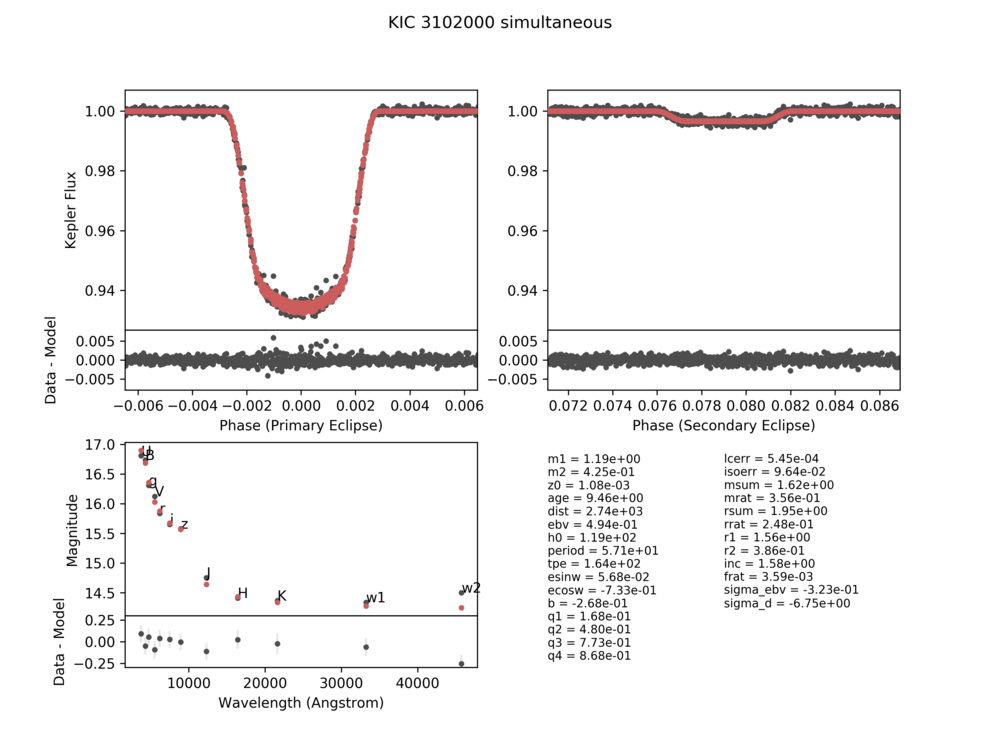 KIC 3102000 simultaneous
1.00
0.98
0.96
0.94
Kepler Flux
0.005
0.000
−0.005
Data - Model
−0.006 −0.004 −0.002 0.000 0.002 0.004 0.006
Phase (Primary Eclipse)
1.00
0.98
0.96
0.94
0.005
0.000
−0.005
0.072 0.074 0.076 0.078 0.080 0.082 0.084 0.086
Phase (Secondary Eclipse)
17.0
16.5
16.0
15.5
15.0
14.5
Magnitude
U
B
g
V
r
i
z
J
H
K
w1
w2
0.25
0.00
−0.25
Data - Model
10000 20000 30000 40000
Wavelength (Angstrom)
m1 = 1.19e+00
m2 = 4.25e-01
z0 = 1.08e-03
age = 9.46e+00
dist = 2.74e+03
ebv = 4.94e-01
h0 = 1.19e+02
period = 5.71e+01
tpe = 1.64e+02
esinw = 5.68e-02
ecosw = -7.33e-01
b = -2.68e-01
q1 = 1.68e-01
q2 = 4.80e-01
q3 = 7.73e-01
q4 = 8.68e-01
lcerr = 5.45e-04
isoerr = 9.64e-02
msum = 1.62e+00
mrat = 3.56e-01
rsum = 1.95e+00
rrat = 2.48e-01
r1 = 1.56e+00
r2 = 3.86e-01
inc = 1.58e+00
frat = 3.59e-03
sigma_ebv = -3.23e-01
sigma_d = -6.75e+00